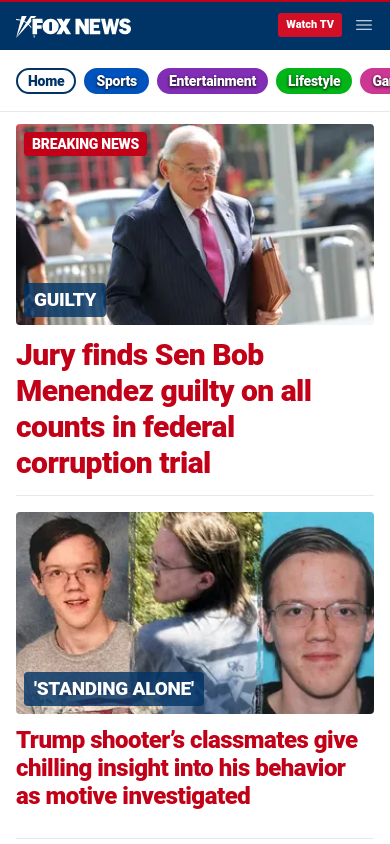 FOX NEWS
Watch TV
Home
Sports
Entertainment
Lifestyle
Ga
BREAKING NEWS
GUILTY
Jury finds Sen Bob
Menendez guilty on all
counts in federal
corruption trial
'STANDING ALONE'
Trump shooter’s classmates give
chilling insight into his behavior
as motive investigated